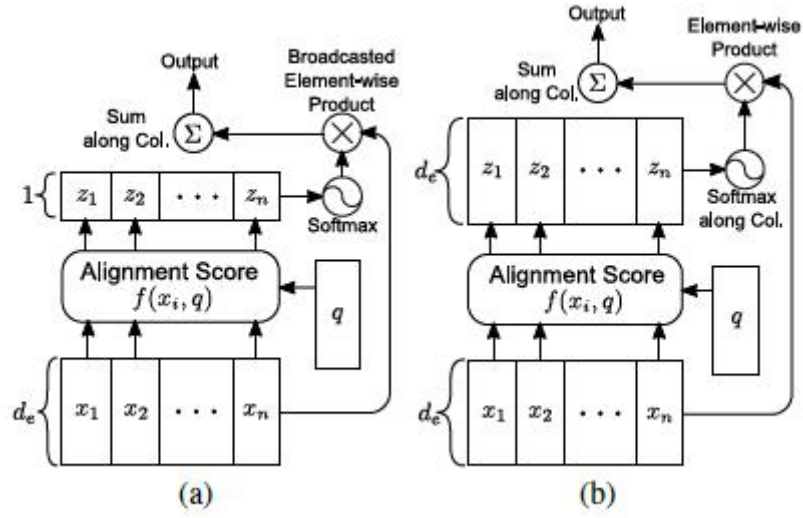 Output
Broadcasted
Element-wise
Product
Sum
along Col.
Σ
1
z₁ z₂ · · · zₙ
Softmax
Alignment Score
f(xᵢ, q)
q
dₑ
x₁ x₂ · · · xₙ
(a)
Output
Element-wise
Product
Sum
along Col.
Σ
dₑ
z₁ z₂ · · · zₙ
Softmax
along Col.
Alignment Score
f(xᵢ, q)
q
dₑ
x₁ x₂ · · · xₙ
(b)